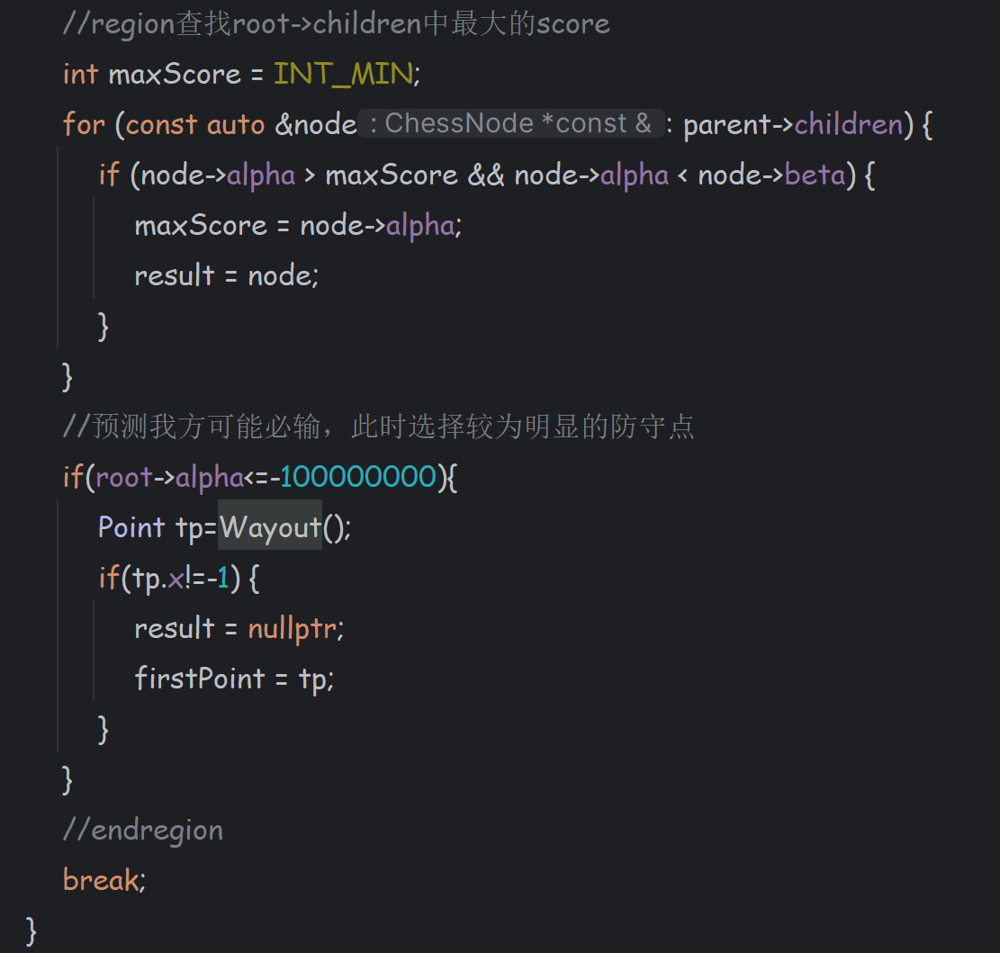 //region查找root->children中最大的score
int maxScore = INT_MIN;
for (const auto &node : ChessNode *const & : parent->children) {
if (node->alpha > maxScore && node->alpha < node->beta) {
maxScore = node->alpha;
result = node;
}
}
//预测我方可能必输，此时选择较为明显的防守点
if(root->alpha<=-100000000){
Point tp=Wayout();
if(tp.x!=-1) {
result = nullptr;
firstPoint = tp;
}
}
//endregion
break;
}